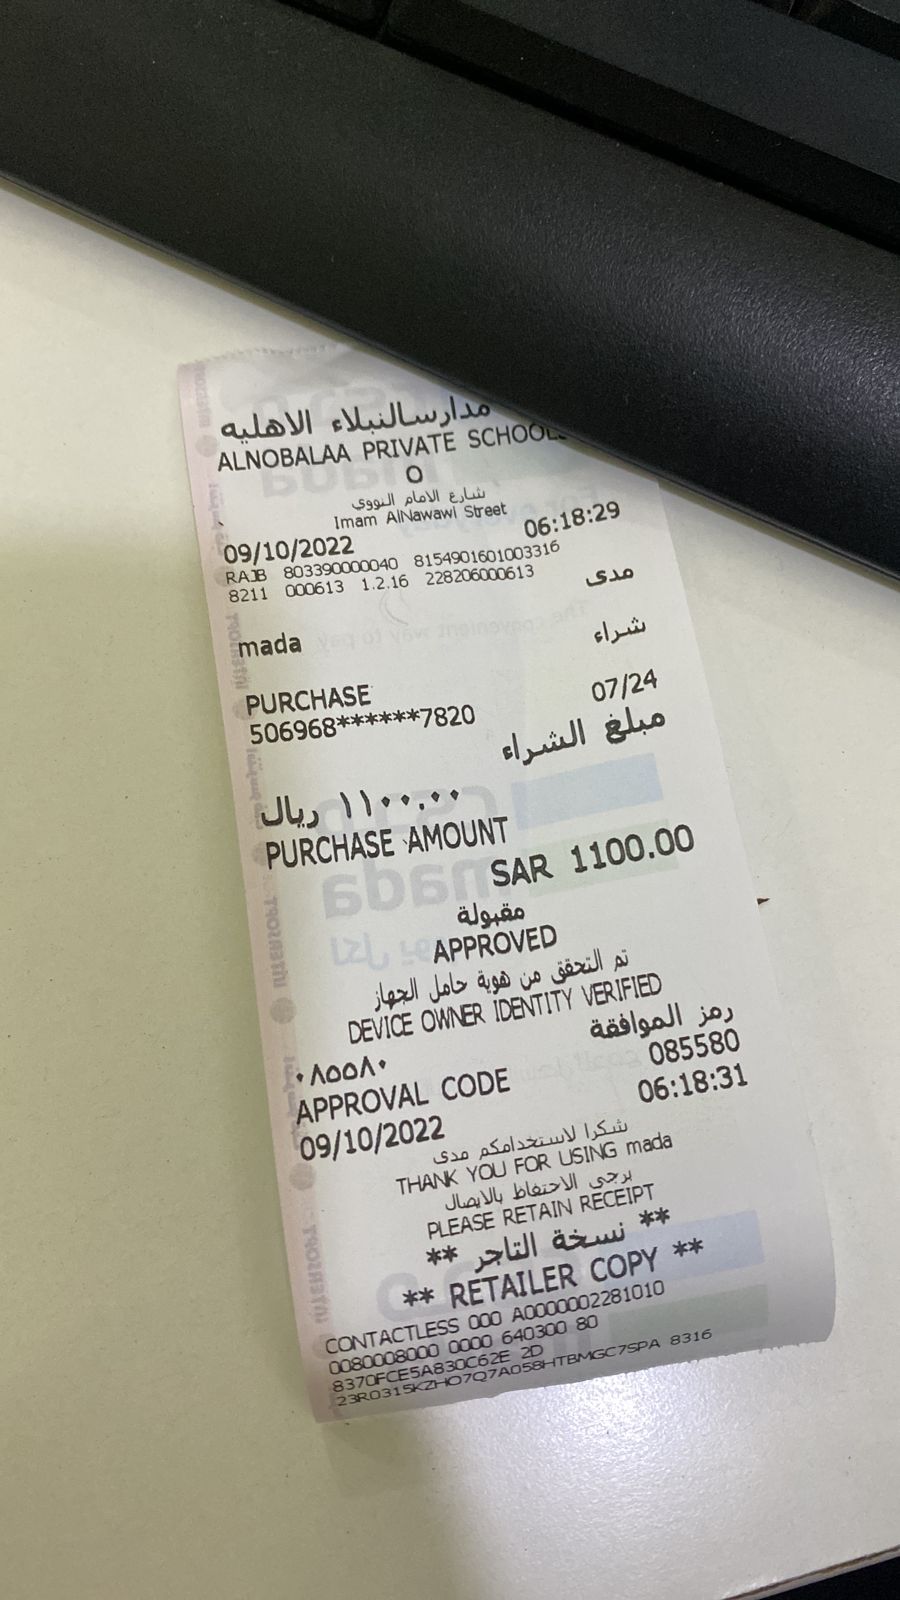 مدارسالنبلاء الاهليه
ALNOBALAA PRIVATE SCHOOL
O
شارع الامام النووي
Imam AlNawawi Street
09/10/2022 06:18:29
RAJB 803390000040 8154901601003316
8211 000613 1.2.16 228206000613
mada مدى
PURCHASE شراء
506968******7820 07/24
مبلغ الشراء
١١٠٠.٠٠ ريال
PURCHASE AMOUNT
SAR 1100.00
مقبولة
APPROVED
تم التحقق من هوية حامل الجهاز
DEVICE OWNER IDENTITY VERIFIED
٠٨٥٥٨٠ رمز الموافقة
APPROVAL CODE 085580
09/10/2022 06:18:31
شكرا لاستخدامكم مدى
THANK YOU FOR USING mada
يرجى الاحتفاظ بالايصال
PLEASE RETAIN RECEIPT
** نسخة التاجر **
** RETAILER COPY **
CONTACTLESS 000 A0000002281010
0080008000 0000 640300 80
8370FCE5A830C62E 2D
23R0315KZHO7Q7A058HTBMGC7SPA 8316